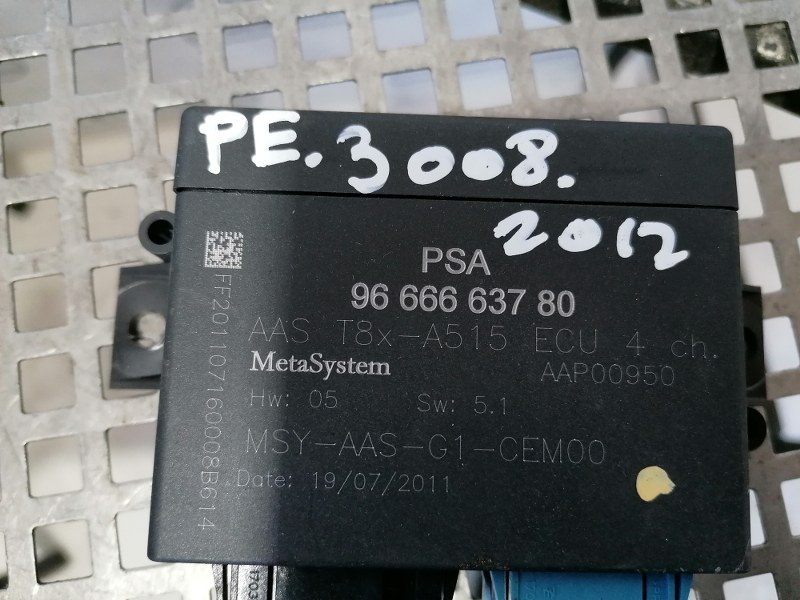 PE. 3008.
2012
PSA
96 666 637 80
AAS T8x-A515 ECU 4 ch.
MetaSystem
AAP00950
Hw: 05 Sw: 5.1
MSY-AAS-G1-CEM00
Date: 19/07/2011
FF2011071600008B614